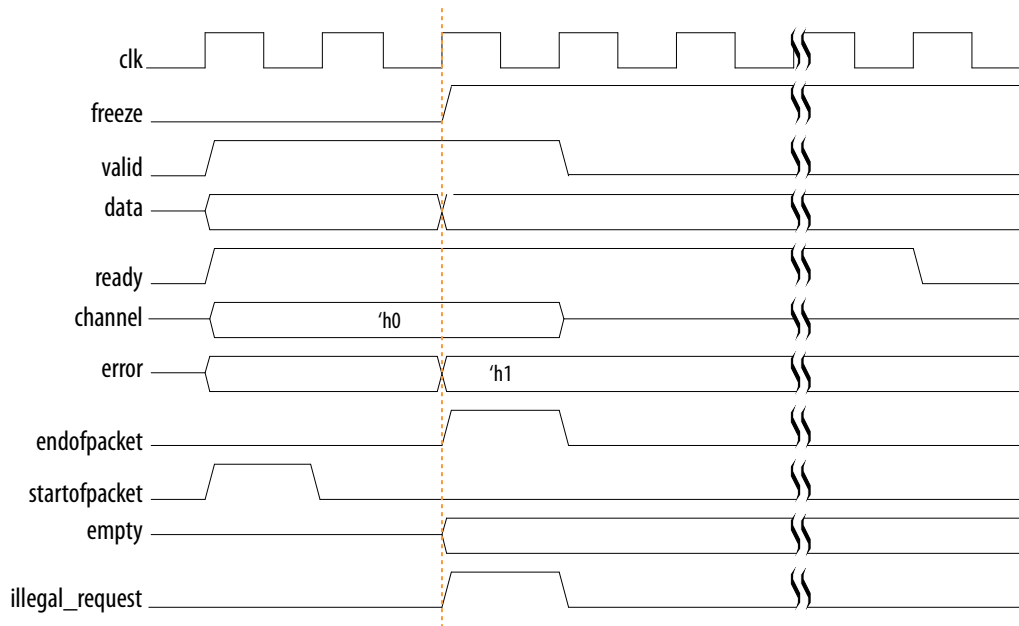 clk
freeze
valid
data
ready
channel
‘h0
error
‘h1
endofpacket
startofpacket
empty
illegal_request